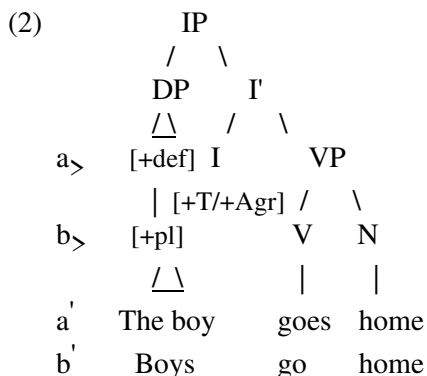 (2) IP
/ \
DP I'
/ \ / \
a> [+def] I VP
| [+T/+Agr] / \
b> [+pl] V N
/ \ | |
a' The boy goes home
b' Boys go home